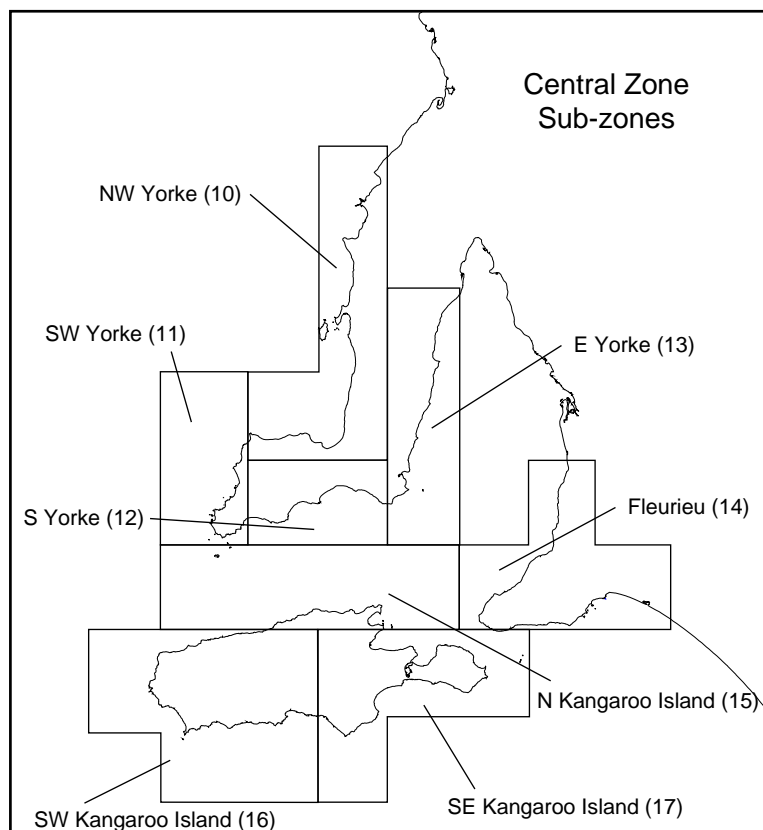 Central Zone
Sub-zones
NW Yorke (10)
SW Yorke (11)
E Yorke (13)
S Yorke (12)
Fleurieu (14)
N Kangaroo Island (15)
SE Kangaroo Island (17)
SW Kangaroo Island (16)